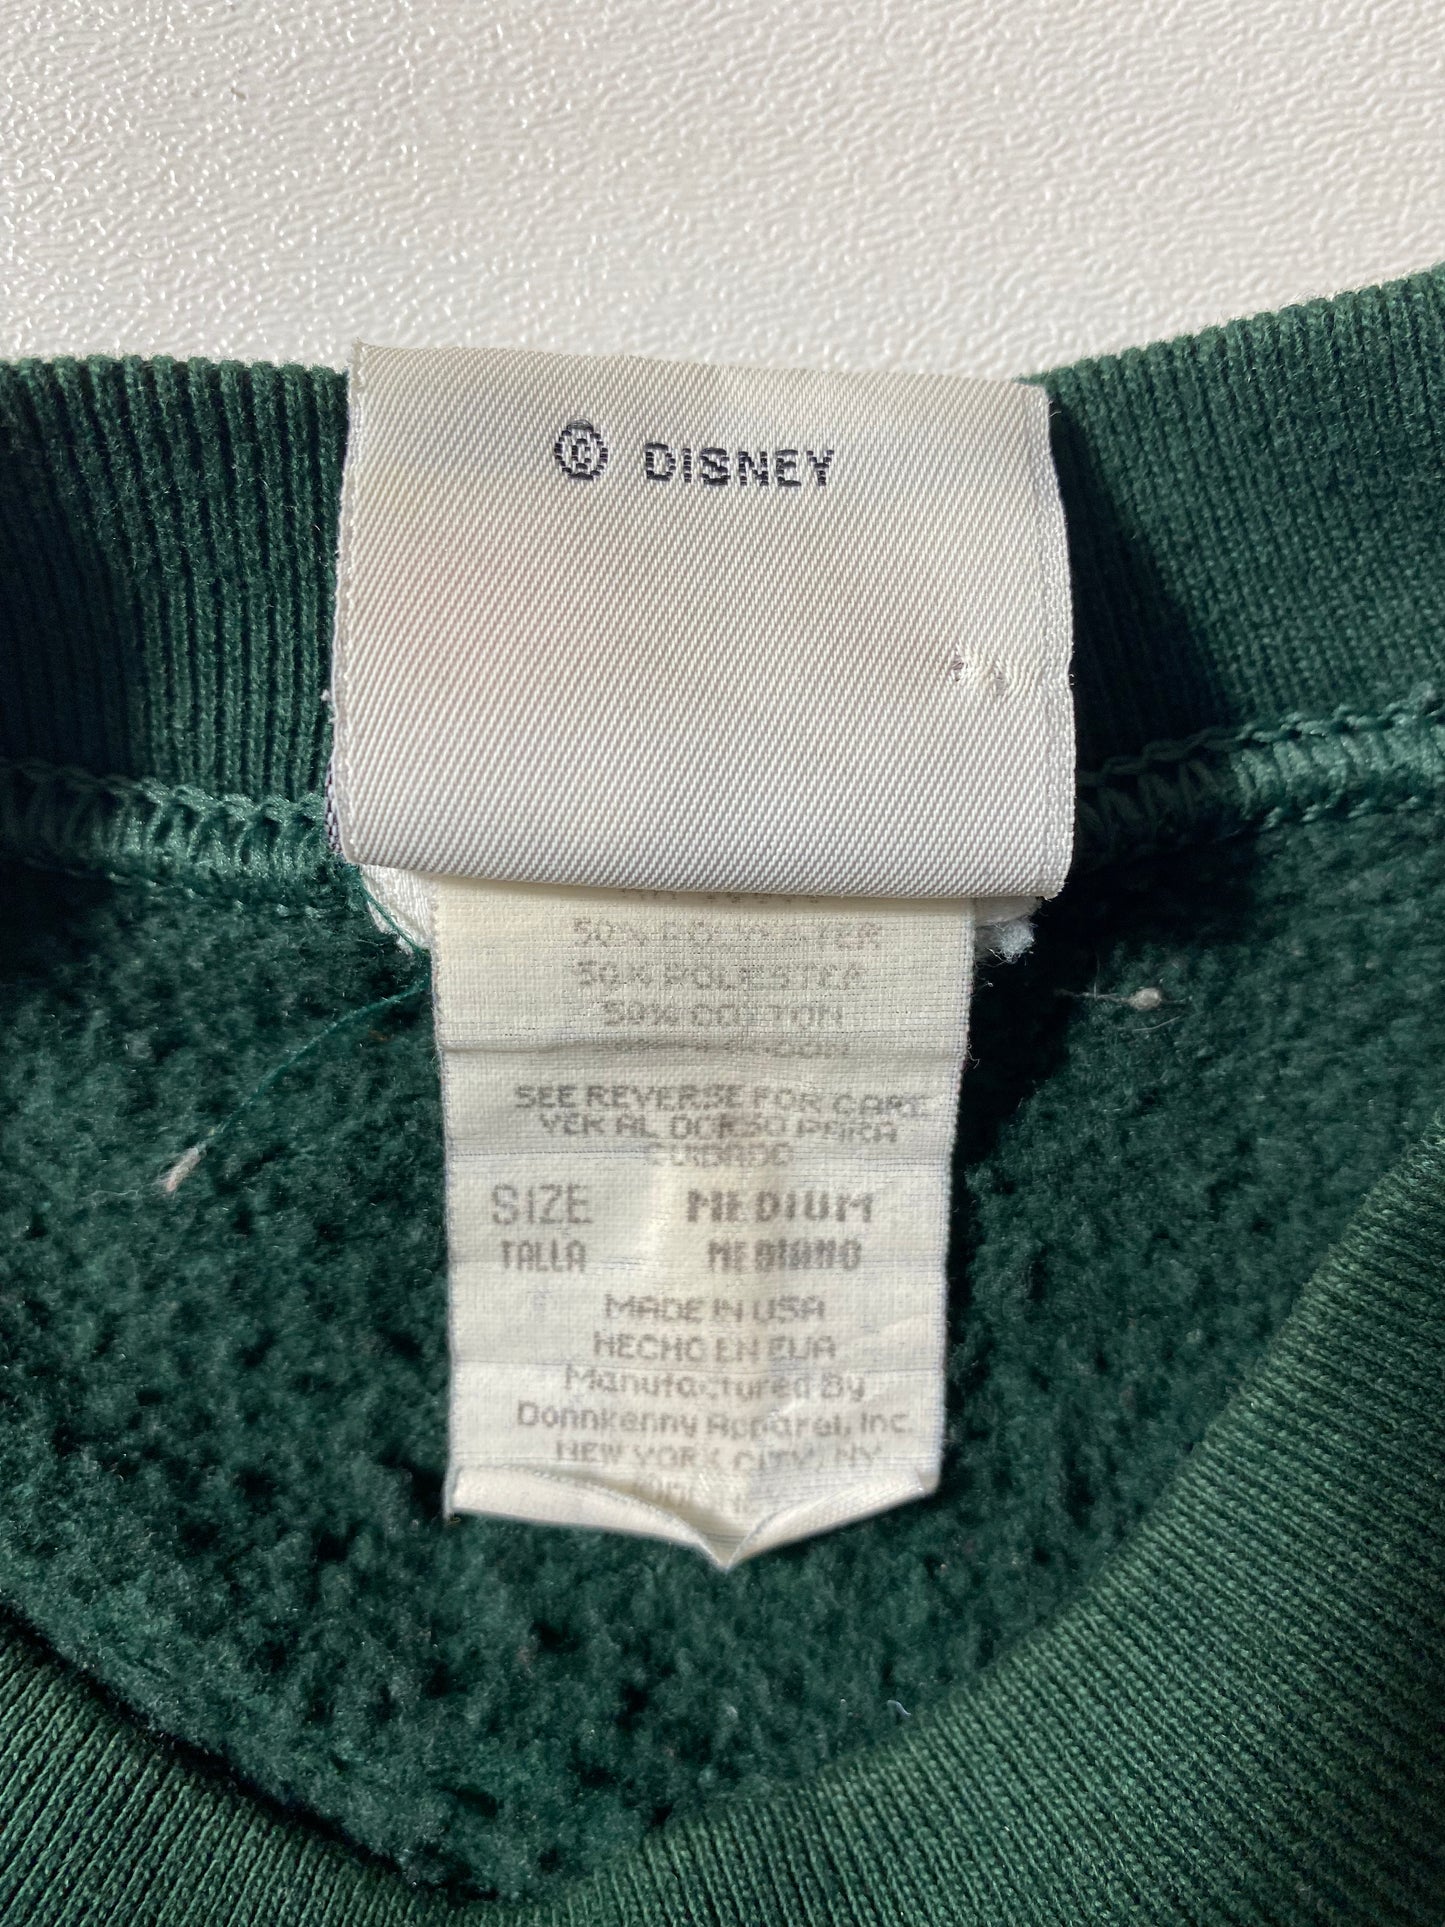 © DISNEY
50% POLYESTER
50% POLIESTER
50% COTTON
SEE REVERSE FOR CARE
VER AL DORSO PARA
CUIDADO
SIZE MEDIUM
TALLA MEDIANO
MADE IN USA
HECHO EN EUA
Manufactured By
Donnkenny Apparel, Inc.
NEW YORK CITY, NY